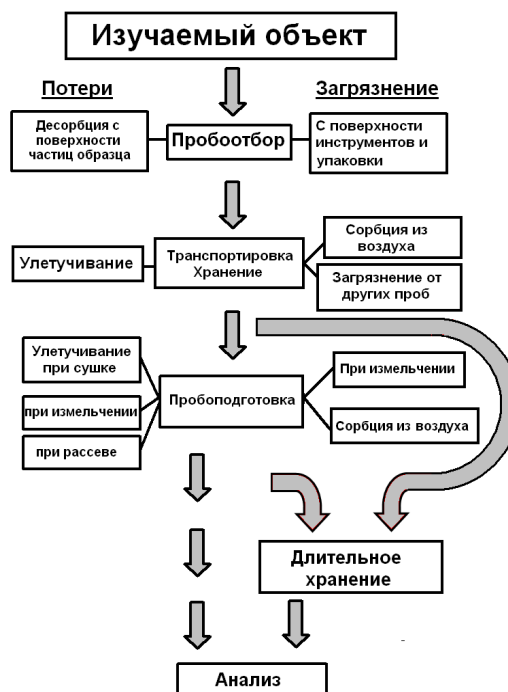 Изучаемый объект
Потери
Загрязнение
Десорбция с
поверхности
частиц образца
Пробоотбор
С поверхности
инструментов и
упаковки
Улетучивание
Транспортировка
Хранение
Сорбция из
воздуха
Загрязнение от
других проб
Улетучивание
при сушке
при измельчении
при рассеве
Пробоподготовка
При измельчении
Сорбция из воздуха
Длительное
хранение
Анализ